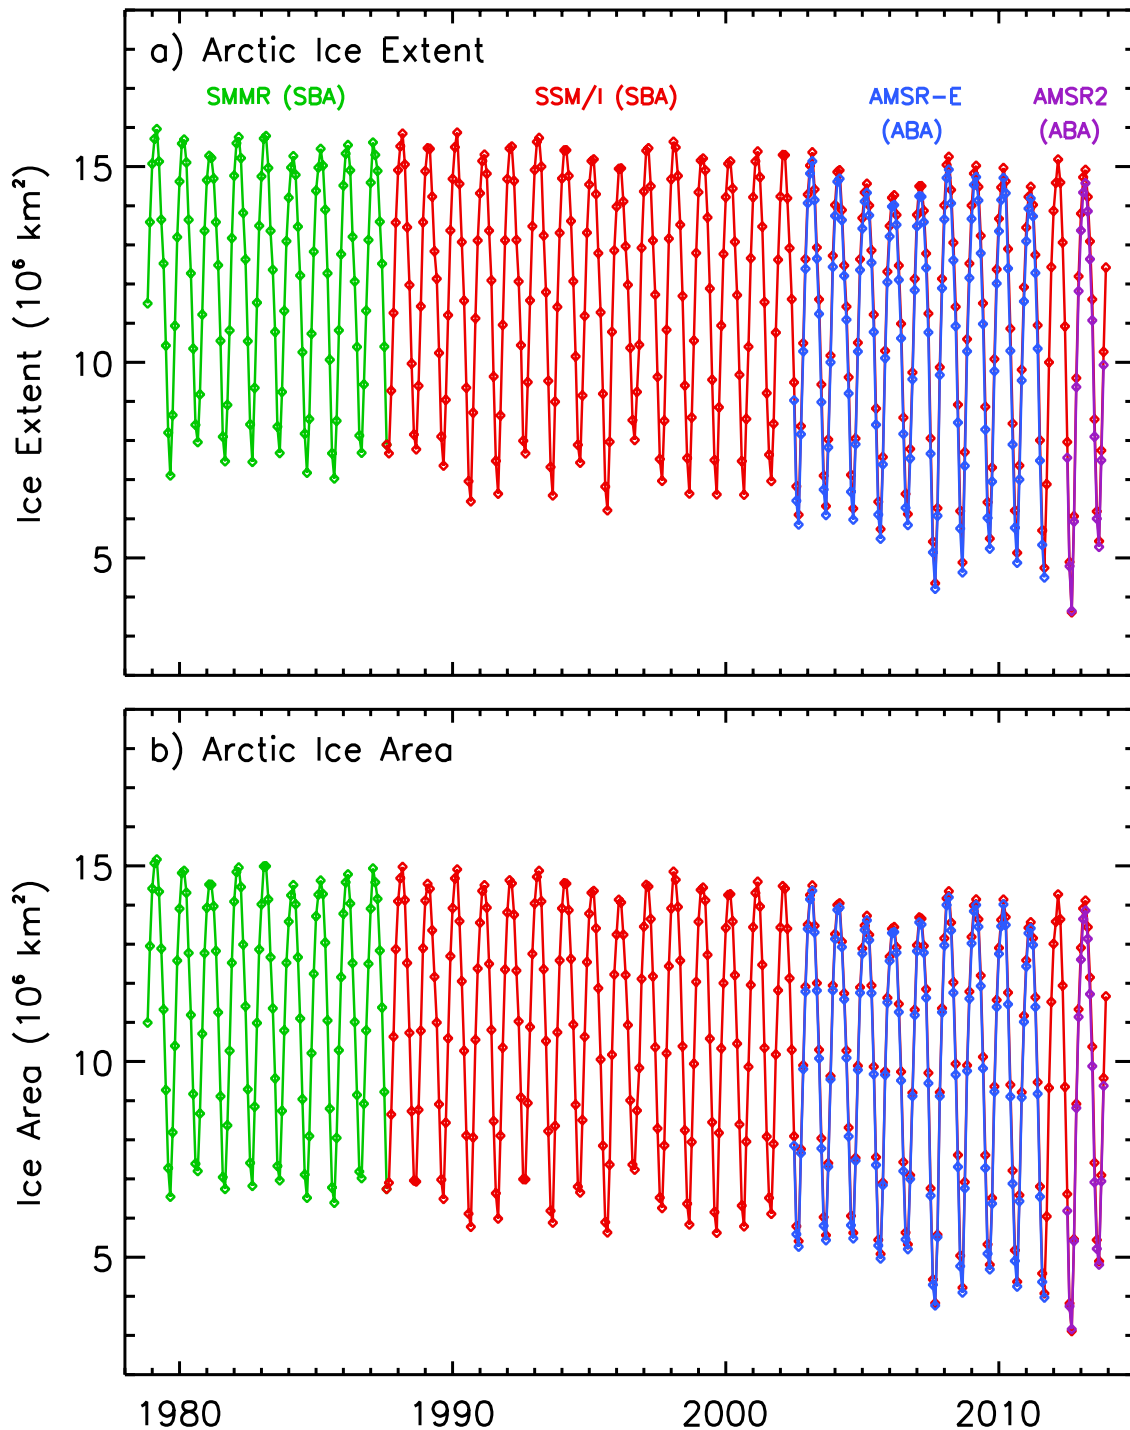 a) Arctic Ice Extent
SMMR (SBA)
SSM/I (SBA)
AMSR-E
(ABA)
AMSR2
(ABA)
Ice Extent (10⁶ km²)
15
10
5
b) Arctic Ice Area
Ice Area (10⁶ km²)
15
10
5
1980
1990
2000
2010